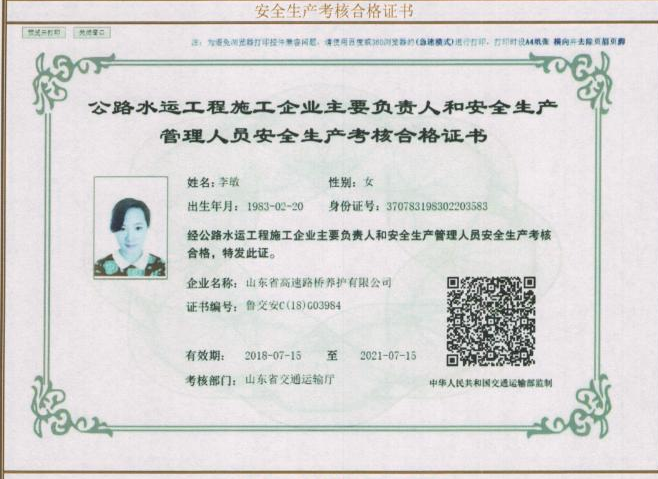 安全生产考核合格证书
预览并打印 关闭窗口
注:为避免浏览器打印控件兼容问题,请使用百度或360浏览器的(急速模式)进行打印,打印时设A4纸张 横向并去除页眉页脚
公路水运工程施工企业主要负责人和安全生产
管理人员安全生产考核合格证书
姓名:李敏 性别:女
出生年月:1983-02-20 身份证号:370783198302203583
经公路水运工程施工企业主要负责人和安全生产管理人员安全生产考核
合格,特发此证。
企业名称:山东省高速路桥养护有限公司
证书编号:鲁交安C(18)G03984
有效期: 2018-07-15 至 2021-07-15
考核部门:山东省交通运输厅
中华人民共和国交通运输部监制